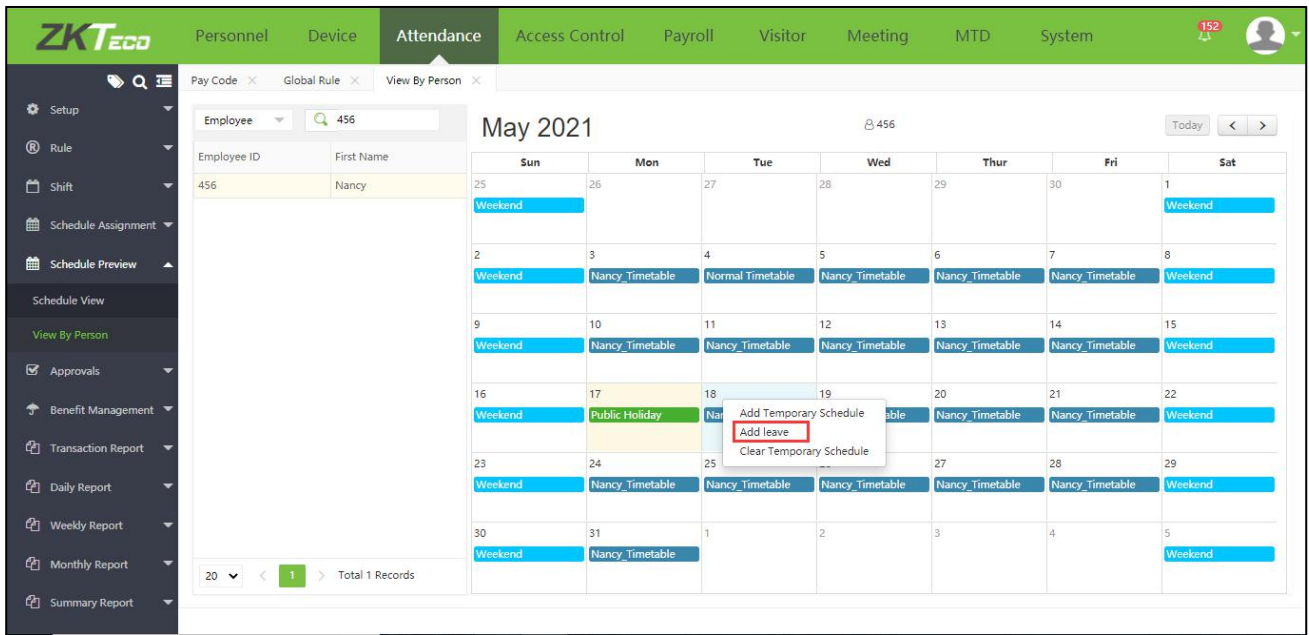 ZKTECO Personnel Device Attendance Access Control Payroll Visitor Meeting MTD System 152
Pay Code Global Rule View By Person
Setup
Rule
Shift
Schedule Assignment
Schedule Preview
Schedule View
View By Person
Approvals
Benefit Management
Transaction Report
Daily Report
Weekly Report
Monthly Report
Summary Report
Employee 456
Employee ID First Name
456 Nancy
20 < 1 > Total 1 Records
May 2021 456 Today < >
Sun Mon Tue Wed Thur Fri Sat
25 26 27 28 29 30 1
Weekend Weekend
2 3 4 5 6 7 8
Weekend Nancy_Timetable Normal Timetable Nancy_Timetable Nancy_Timetable Nancy_Timetable Weekend
9 10 11 12 13 14 15
Weekend Nancy_Timetable Nancy_Timetable Nancy_Timetable Nancy_Timetable Nancy_Timetable Weekend
16 17 18 19 20 21 22
Weekend Public Holiday Nancy_Timetable Nancy_Timetable Weekend
Add Temporary Schedule
Add leave
Clear Temporary Schedule
23 24 25 27 28 29
Weekend Nancy_Timetable Nancy_Timetable Nancy_Timetable Nancy_Timetable Nancy_Timetable Weekend
30 31 1 2 3 4 5
Weekend Nancy_Timetable Weekend